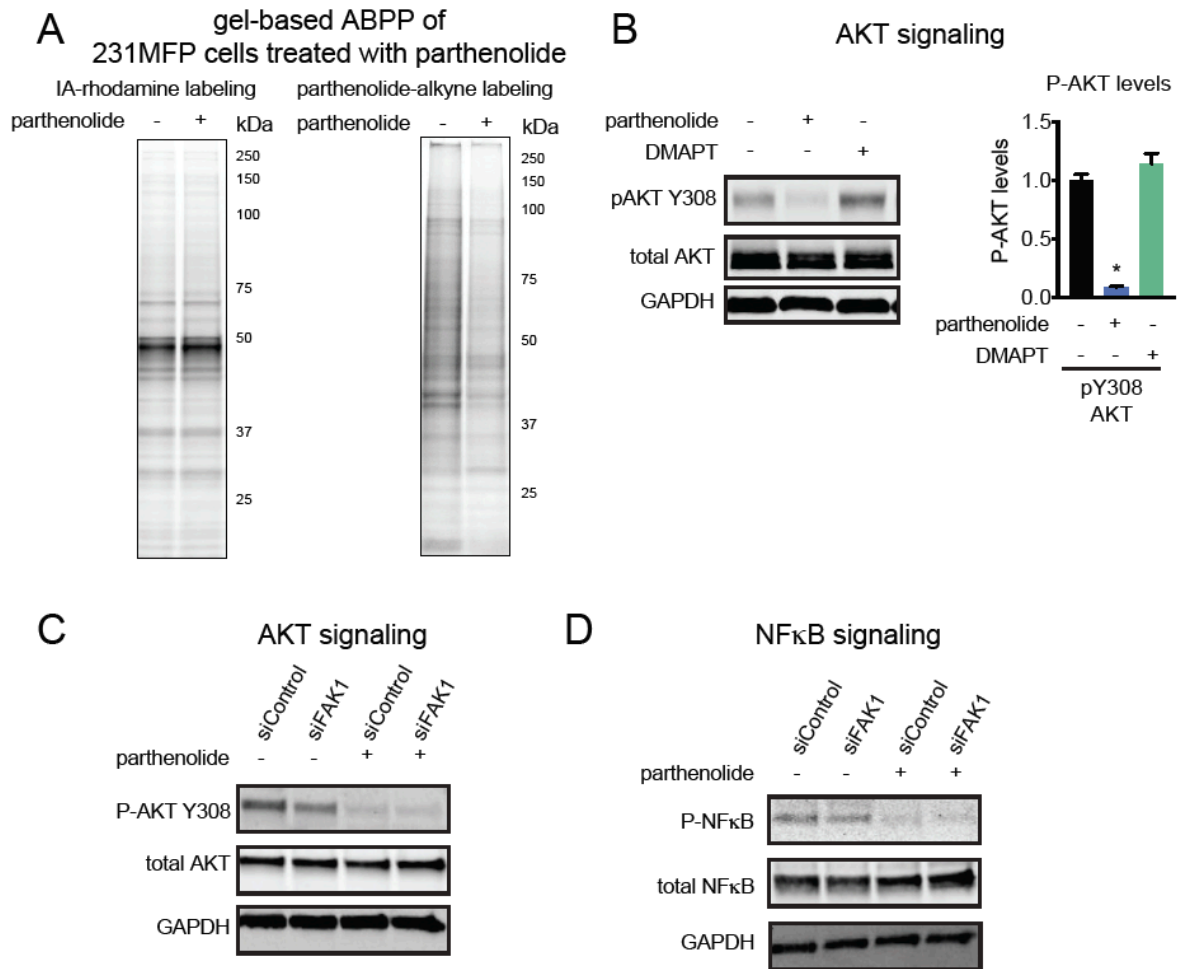 A
gel-based ABPP of
231MFP cells treated with parthenolide
IA-rhodamine labeling
parthenolide - + kDa
250
150
100
75
50
37
25
parthenolide-alkyne labeling
parthenolide - + kDa
250
150
100
75
50
37
25
B
AKT signaling
parthenolide - + -
DMAPT - - +
pAKT Y308
total AKT
GAPDH
P-AKT levels
P-AKT levels
1.0
0.5
0.0
*
parthenolide - + -
DMAPT - - +
pY308
AKT
C
AKT signaling
siControl siFAK1 siControl siFAK1
parthenolide - - + +
P-AKT Y308
total AKT
GAPDH
D
NFκB signaling
siControl siFAK1 siControl siFAK1
parthenolide - - + +
P-NFκB
total NFκB
GAPDH